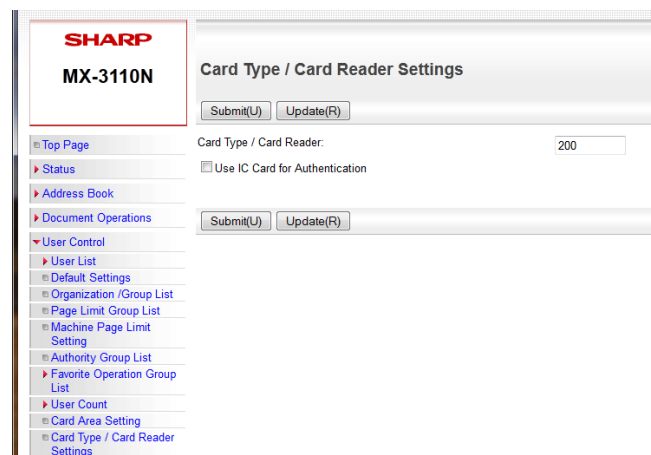 SHARP
MX-3110N
Card Type / Card Reader Settings
Submit(U) Update(R)
Top Page
Status
Address Book
Document Operations
User Control
User List
Default Settings
Organization /Group List
Page Limit Group List
Machine Page Limit
Setting
Authority Group List
Favorite Operation Group
List
User Count
Card Area Setting
Card Type / Card Reader
Settings
Card Type / Card Reader: 200
Use IC Card for Authentication
Submit(U) Update(R)